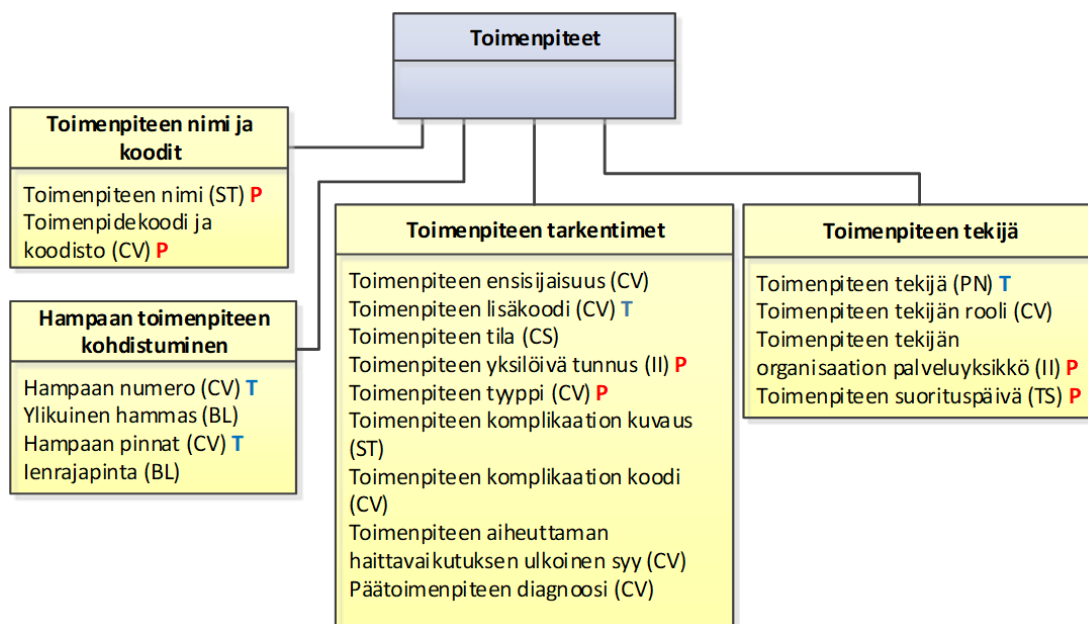 Toimenpiteet
Toimenpiteen nimi ja
koodit
Toimenpiteen nimi (ST) P
Toimenpidekoodi ja
koodisto (CV) P
Hampaan toimenpiteen
kohdistuminen
Hampaan numero (CV) T
Ylikuinen hammas (BL)
Hampaan pinnat (CV) T
Ienrajapinta (BL)
Toimenpiteen tarkentimet
Toimenpiteen ensisijaisuus (CV)
Toimenpiteen lisäkoodi (CV) T
Toimenpiteen tila (CS)
Toimenpiteen yksilöivä tunnus (II) P
Toimenpiteen tyyppi (CV) P
Toimenpiteen komplikaation kuvaus
(ST)
Toimenpiteen komplikaation koodi
(CV)
Toimenpiteen aiheuttaman
haittavaikutuksen ulkoinen syy (CV)
Päätoimenpiteen diagnoosi (CV)
Toimenpiteen tekijä
Toimenpiteen tekijä (PN) T
Toimenpiteen tekijän rooli (CV)
Toimenpiteen tekijän
organisaation palveluyksikkö (II) P
Toimenpiteen suorituspäivä (TS) P